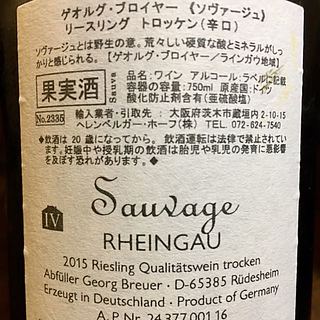 ゲオルグ・ブロイヤー 《ソヴァージュ》
リースリング トロッケン(辛口)
ソヴァージュとは野生の意。荒々しい硬質な酸とミネラルがしっ
かりと感じられる。[ゲオルグ・ブロイヤー/ラインガウ地域]
果実酒
Sauva
品名:ワイン アルコール:ラベルに記載
容器の容量:750ml 原産国:ドイツ
酸化防止剤含有(亜硫酸塩)
No.2335
輸入業者・引取先 : 大阪府茨木市蔵垣内 2-10-15
ヘレンベルガー・ホーフ(株) TEL 072-624-7540
◆飲酒は 20 歳になってから。 飲酒運転は法律で禁止されてい
ます。妊娠中や授乳期の飲酒は胎児や乳児の発育に悪影響
を及ぼす恐れがあります。
Sauvage
IV
RHEINGAU
2015 Riesling Qualitätswein trocken
Abfüller Georg Breuer - D-65385 Rüdesheim
Erzeugt in Deutschland · Product of Germany
A. P. Nr. 24 377 001 16